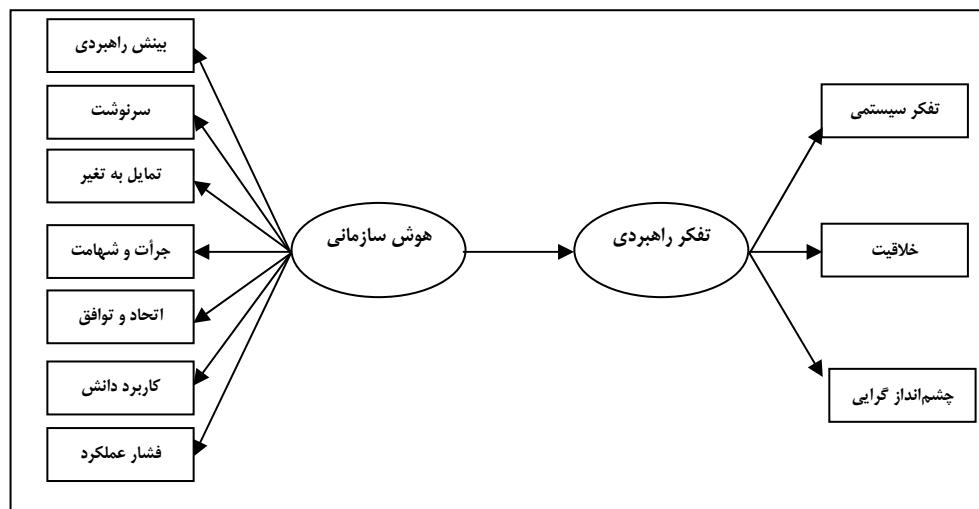 بینش راهبردی
سرنوشت
تمایل به تغیر
جرأت و شهامت
اتحاد و توافق
کاربرد دانش
فشار عملکرد
هوش سازمانی
تفکر راهبردی
تفکر سیستمی
خلاقیت
چشم‌انداز گرایی